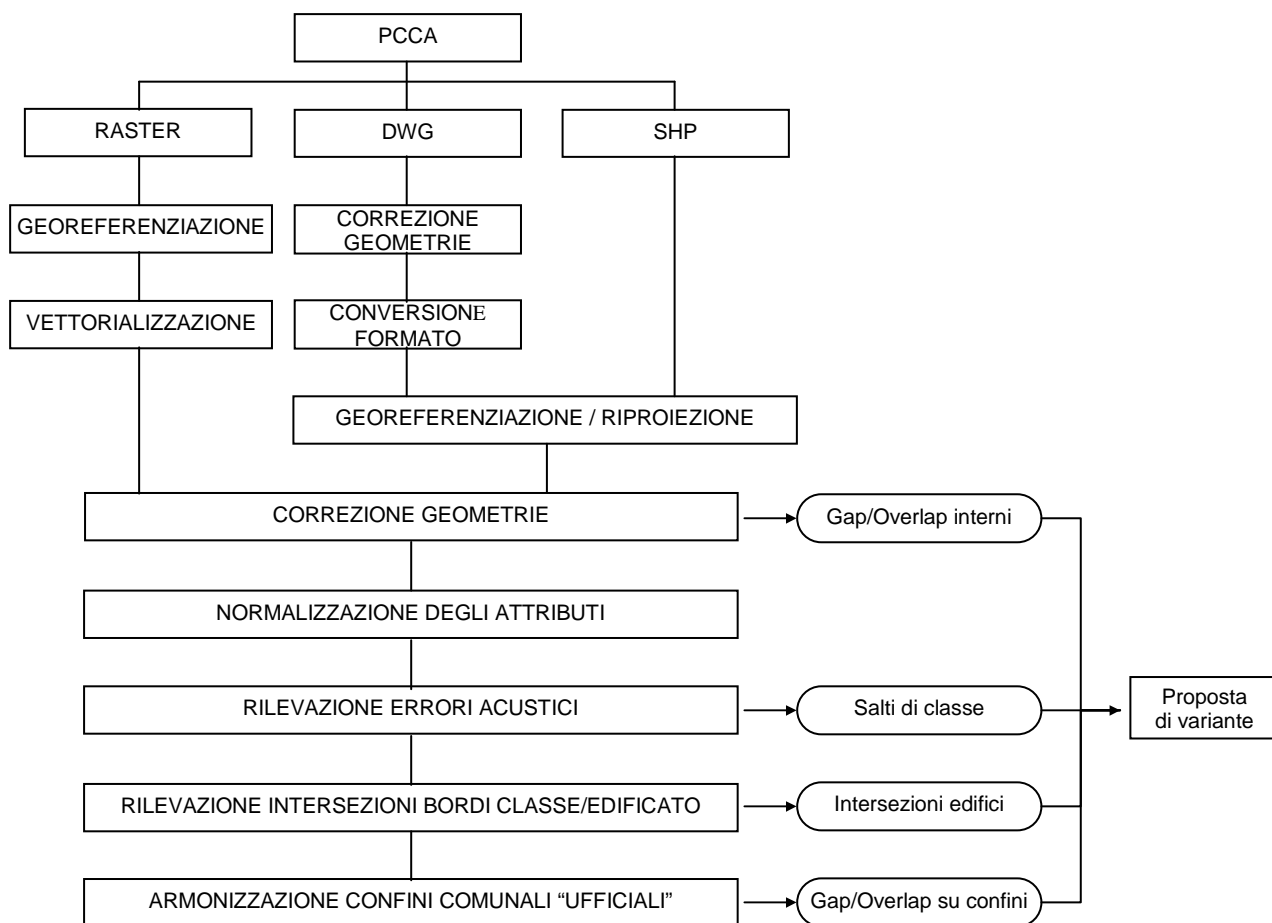 PCCA
RASTER
DWG
SHP
GEOREFERENZIAZIONE
CORREZIONE
GEOMETRIE
VETTORIALIZZAZIONE
CONVERSIONE
FORMATO
GEOREFERENZIAZIONE / RIPROIEZIONE
CORREZIONE GEOMETRIE
Gap/Overlap interni
NORMALIZZAZIONE DEGLI ATTRIBUTI
RILEVAZIONE ERRORI ACUSTICI
Salti di classe
Proposta
di variante
RILEVAZIONE INTERSEZIONI BORDI CLASSE/EDIFICATO
Intersezioni edifici
ARMONIZZAZIONE CONFINI COMUNALI “UFFICIALI”
Gap/Overlap su confini